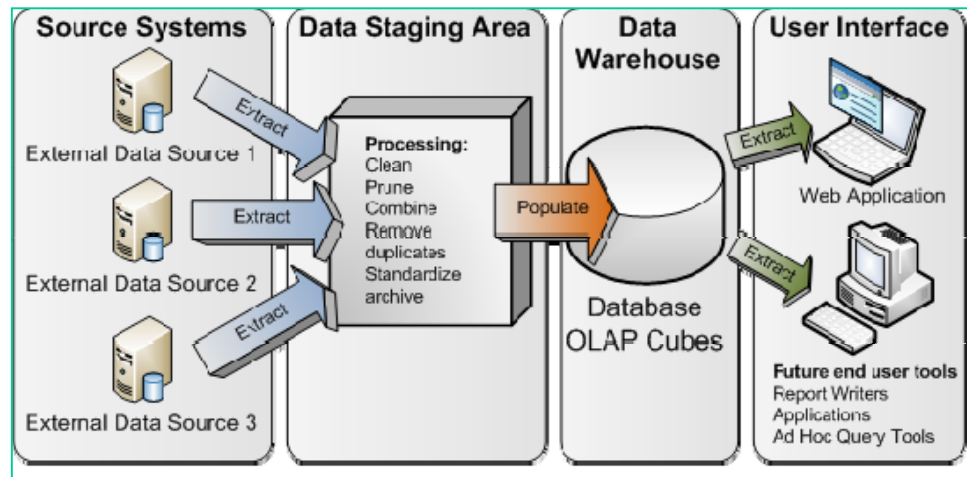 Source Systems
External Data Source 1
External Data Source 2
External Data Source 3
Extract
Extract
Extract
Data Staging Area
Processing:
Clean
Prune
Combine
Remove
duplicates
Standardize
archive
Populate
Data
Warehouse
Database
OLAP Cubes
Extract
Extract
User Interface
Web Application
Future end user tools
Report Writers
Applications
Ad Hoc Query Tools